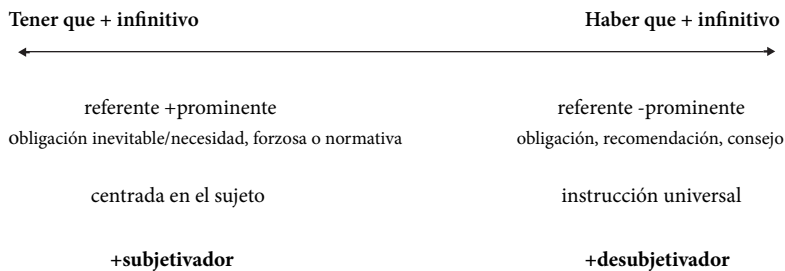 Tener que + infinitivo Haber que + infinitivo
referente +prominente referente -prominente
obligación inevitable/necesidad, forzosa o normativa obligación, recomendación, consejo
centrada en el sujeto instrucción universal
+subjetivador +desubjetivador